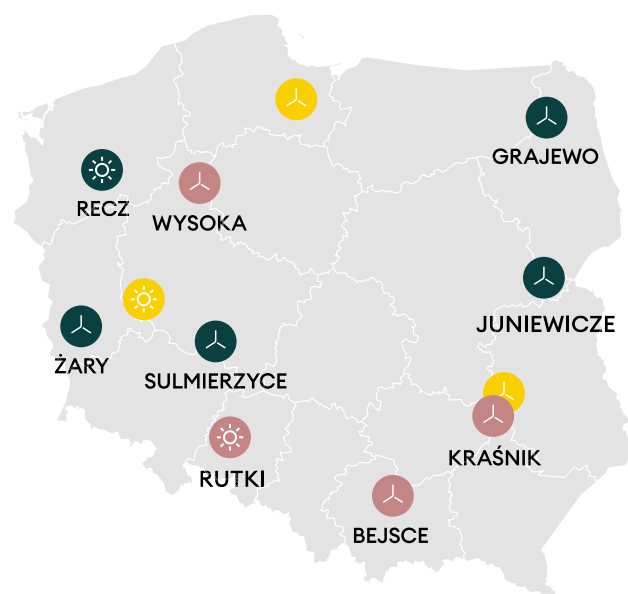 GRAJEWO
RECZ
WYSOKA
JUNIEWICZE
ŻARY
SULMIERZYCE
KRAŚNIK
RUTKI
BEJSCE